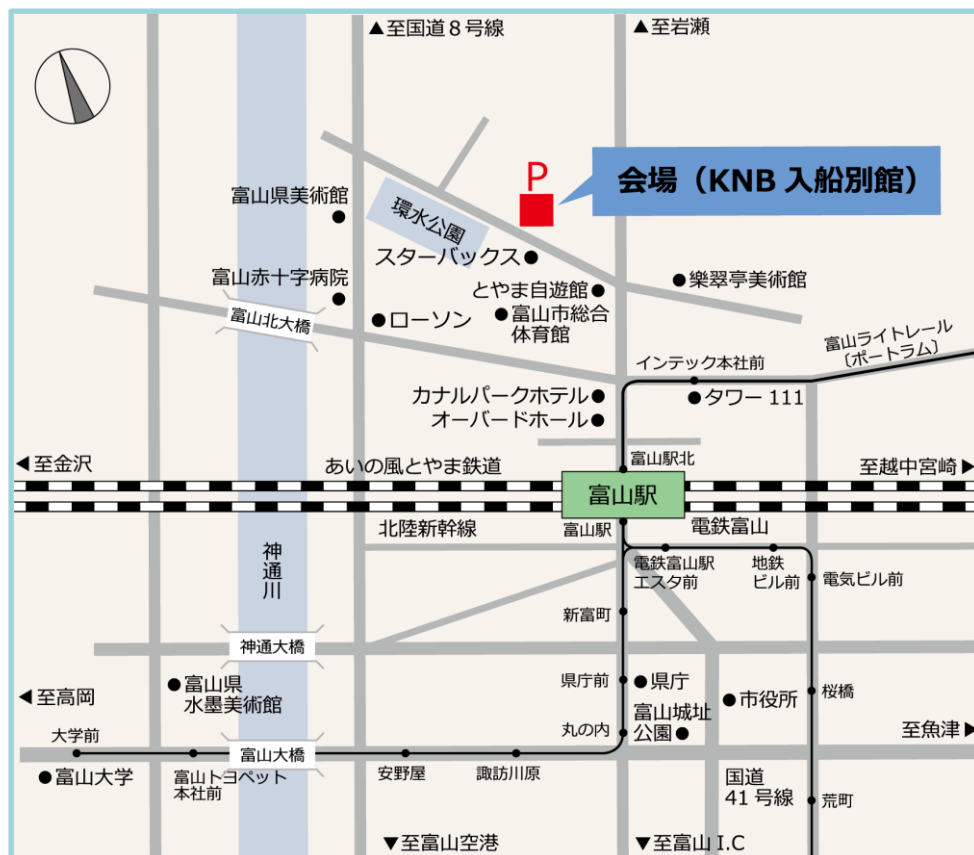 ▲至国道8号線
▲至岩瀬
P
会場（KNB 入船別館）
富山県美術館
環水公園
スターバックス
富山赤十字病院
とやま自遊館
樂翠亭美術館
富山北大橋
ローソン
富山市総合
体育館
富山ライトレール
〔ポートラム〕
インテック本社前
カナルパークホテル
タワー 111
オーバードホール
◀至金沢
あいの風とやま鉄道
富山駅北
至越中宮崎▶
富山駅
北陸新幹線
富山駅
電鉄富山
神通川
電鉄富山駅
エスタ前
地鉄
ビル前
電気ビル前
新富町
神通大橋
◀至高岡
富山県
水墨美術館
県庁前
県庁
市役所
桜橋
大学前
丸の内
富山城址
公園
至魚津▶
富山大橋
富山大学
富山トヨペット
本社前
安野屋
諏訪川原
国道
41号線
荒町
▼至富山空港
▼至富山 I.C